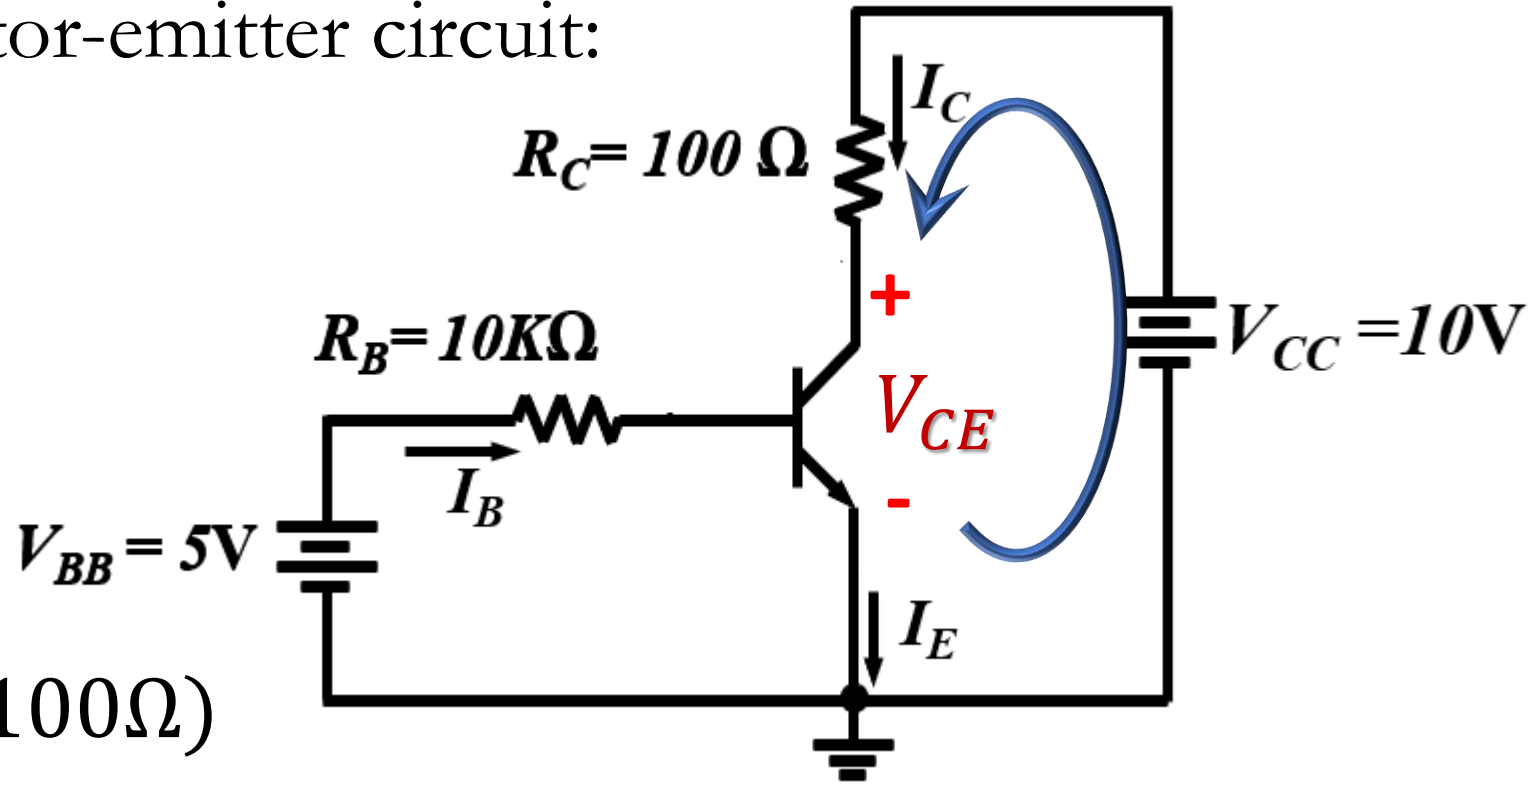 tor-emitter circuit:
I_C
R_C= 100 Ω
+
R_B= 10KΩ
V_CC =10V
V_CE
I_B
-
V_BB = 5V
I_E
100Ω)